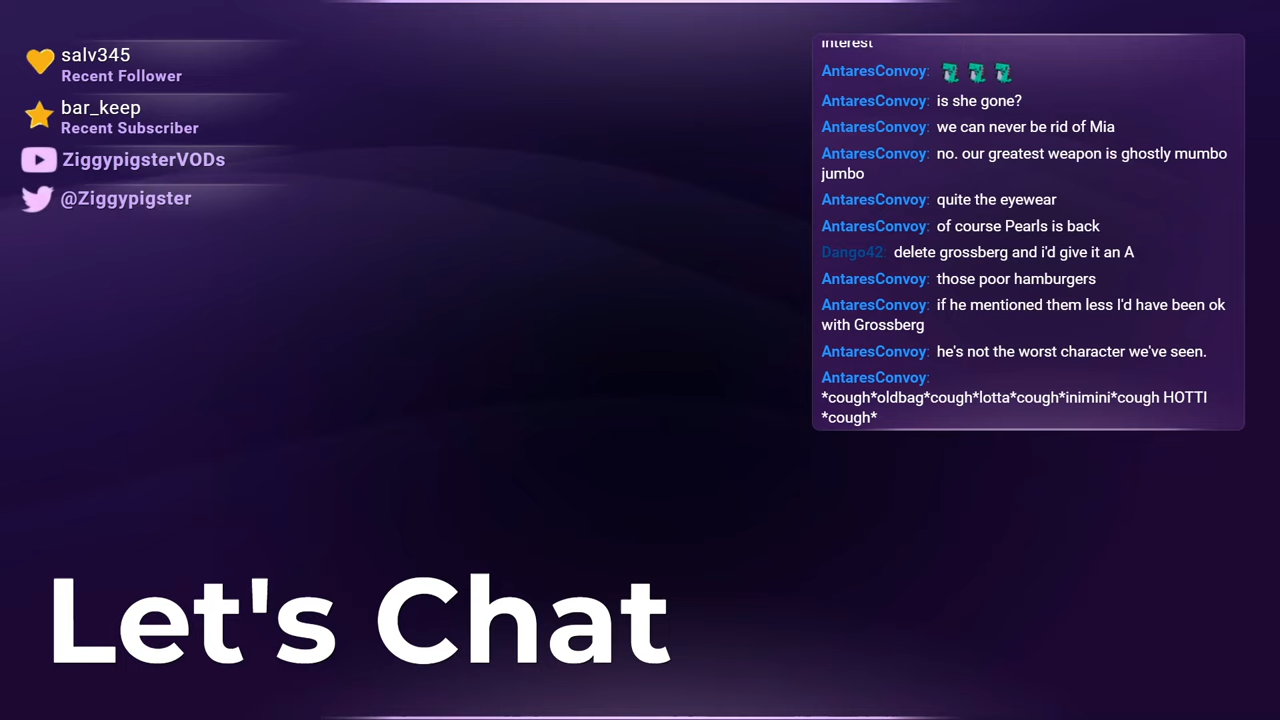 salv345
Recent Follower
bar_keep
Recent Subscriber
ZiggypigsterVODs
@Ziggypigster
interest
AntaresConvoy:
AntaresConvoy: is she gone?
AntaresConvoy: we can never be rid of Mia
AntaresConvoy: no. our greatest weapon is ghostly mumbo
jumbo
AntaresConvoy: quite the eyewear
AntaresConvoy: of course Pearls is back
Dango42: delete grossberg and i'd give it an A
AntaresConvoy: those poor hamburgers
AntaresConvoy: if he mentioned them less I'd have been ok
with Grossberg
AntaresConvoy: he's not the worst character we've seen.
AntaresConvoy:
*cough*oldbag*cough*lotta*cough*inimini*cough HOTTI
*cough*
Let's Chat